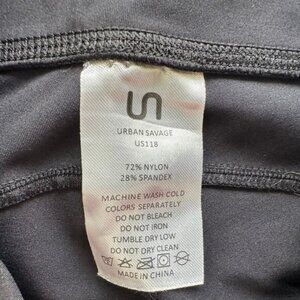 URBAN SAVAGE
US118
72% NYLON
28% SPANDEX
MACHINE WASH COLD
COLORS SEPARATELY
DO NOT BLEACH
DO NOT IRON
TUMBLE DRY LOW
DO NOT DRY CLEAN
MADE IN CHINA